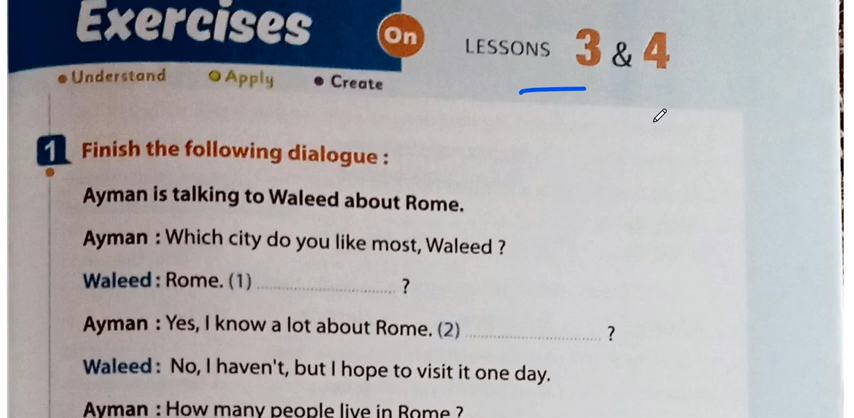 Exercises On LESSONS 3 & 4
Understand Apply Create
1 Finish the following dialogue :
Ayman is talking to Waleed about Rome.
Ayman : Which city do you like most, Waleed ?
Waleed : Rome. (1) ........................ ?
Ayman : Yes, I know a lot about Rome. (2) ........................ ?
Waleed : No, I haven't, but I hope to visit it one day.
Ayman : How many people live in Rome ?